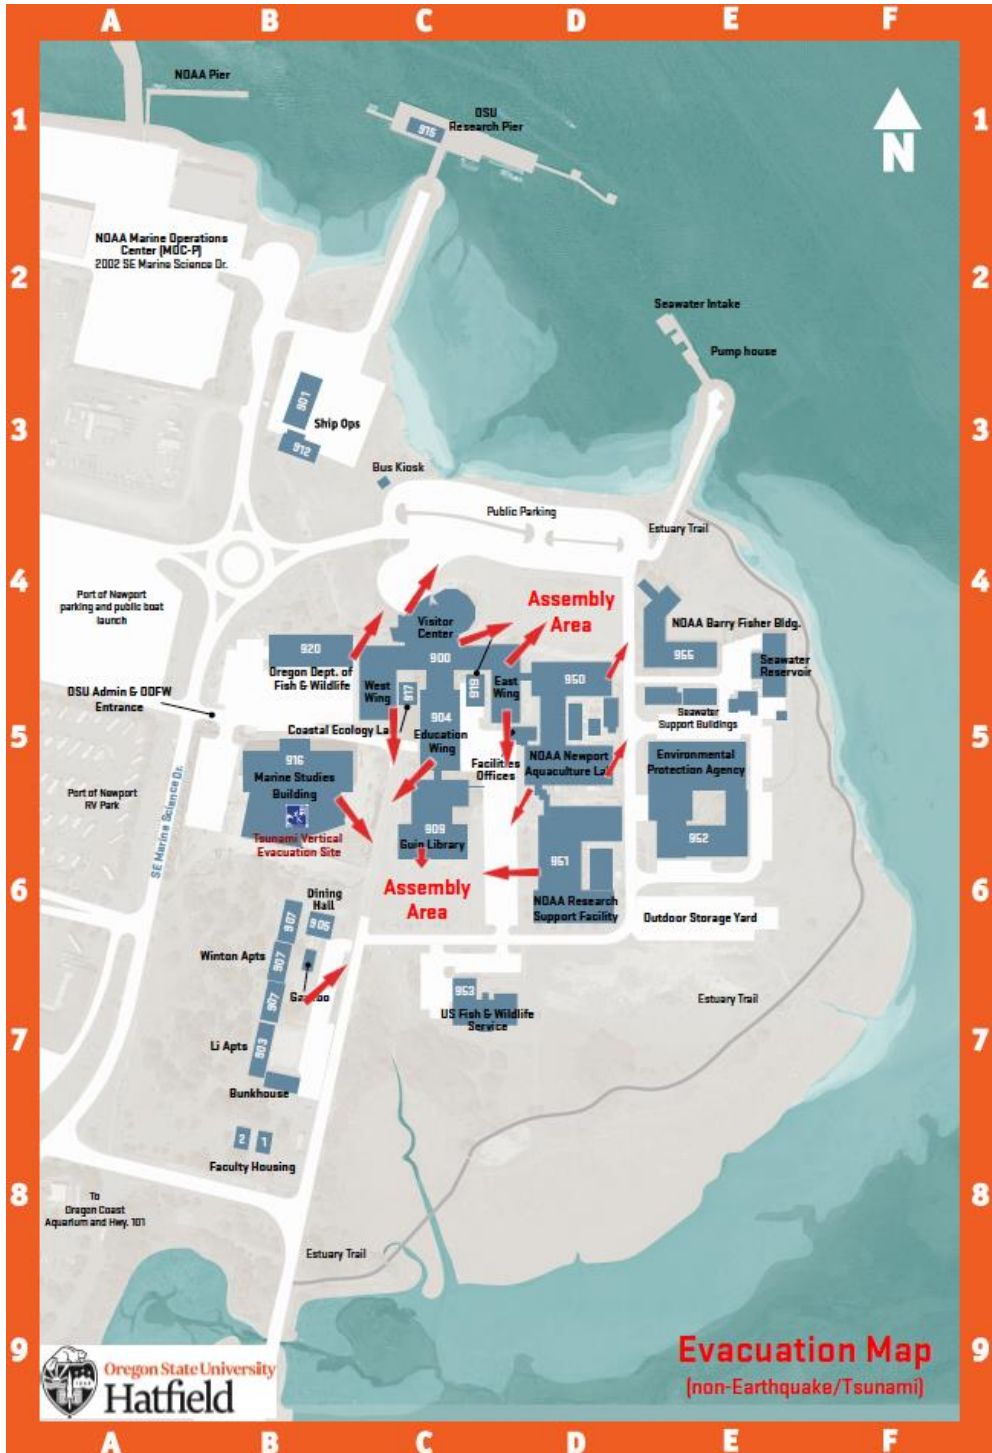 A B C D E F
1 1
2 2
3 3
4 4
5 5
6 6
7 7
8 8
9 9
NOAA Pier
OSU
Research Pier
975
N
NOAA Marine Operations
Center (MOC-P)
2002 SE Marine Science Dr.
Seawater Intake
Pump house
901
Ship Ops
912
Bus Kiosk
Public Parking
Estuary Trail
Port of Newport
parking and public boat
launch
Assembly
Area
Visitor
Center
NOAA Barry Fisher Bldg.
955
920
Oregon Dept. of
Fish & Wildlife
900
Seawater
Reservoir
OSU Admin & ODFW
Entrance
West
Wing
917
919
East
Wing
950
Coastal Ecology La
904
Education
Wing
Seawater
Support Buildings
Facilities
Offices
NOAA Newport
Aquaculture La
Environmental
Protection Agency
916
Marine Studies
Building
Port of Newport
RV Park
SE Marine Science Dr.
Tsunami Vertical
Evacuation Site
909
Guin Library
951
952
Assembly
Area
NOAA Research
Support Facility
Outdoor Storage Yard
Dining
Hall
907
905
Winton Apts
907
907
953
US Fish & Wildlife
Service
Estuary Trail
Li Apts
903
Bunkhouse
2 1
Faculty Housing
To
Oregon Coast
Aquarium and Hwy. 101
Estuary Trail
Evacuation Map
(non-Earthquake/Tsunami)
Oregon State University
Hatfield
A B C D E F